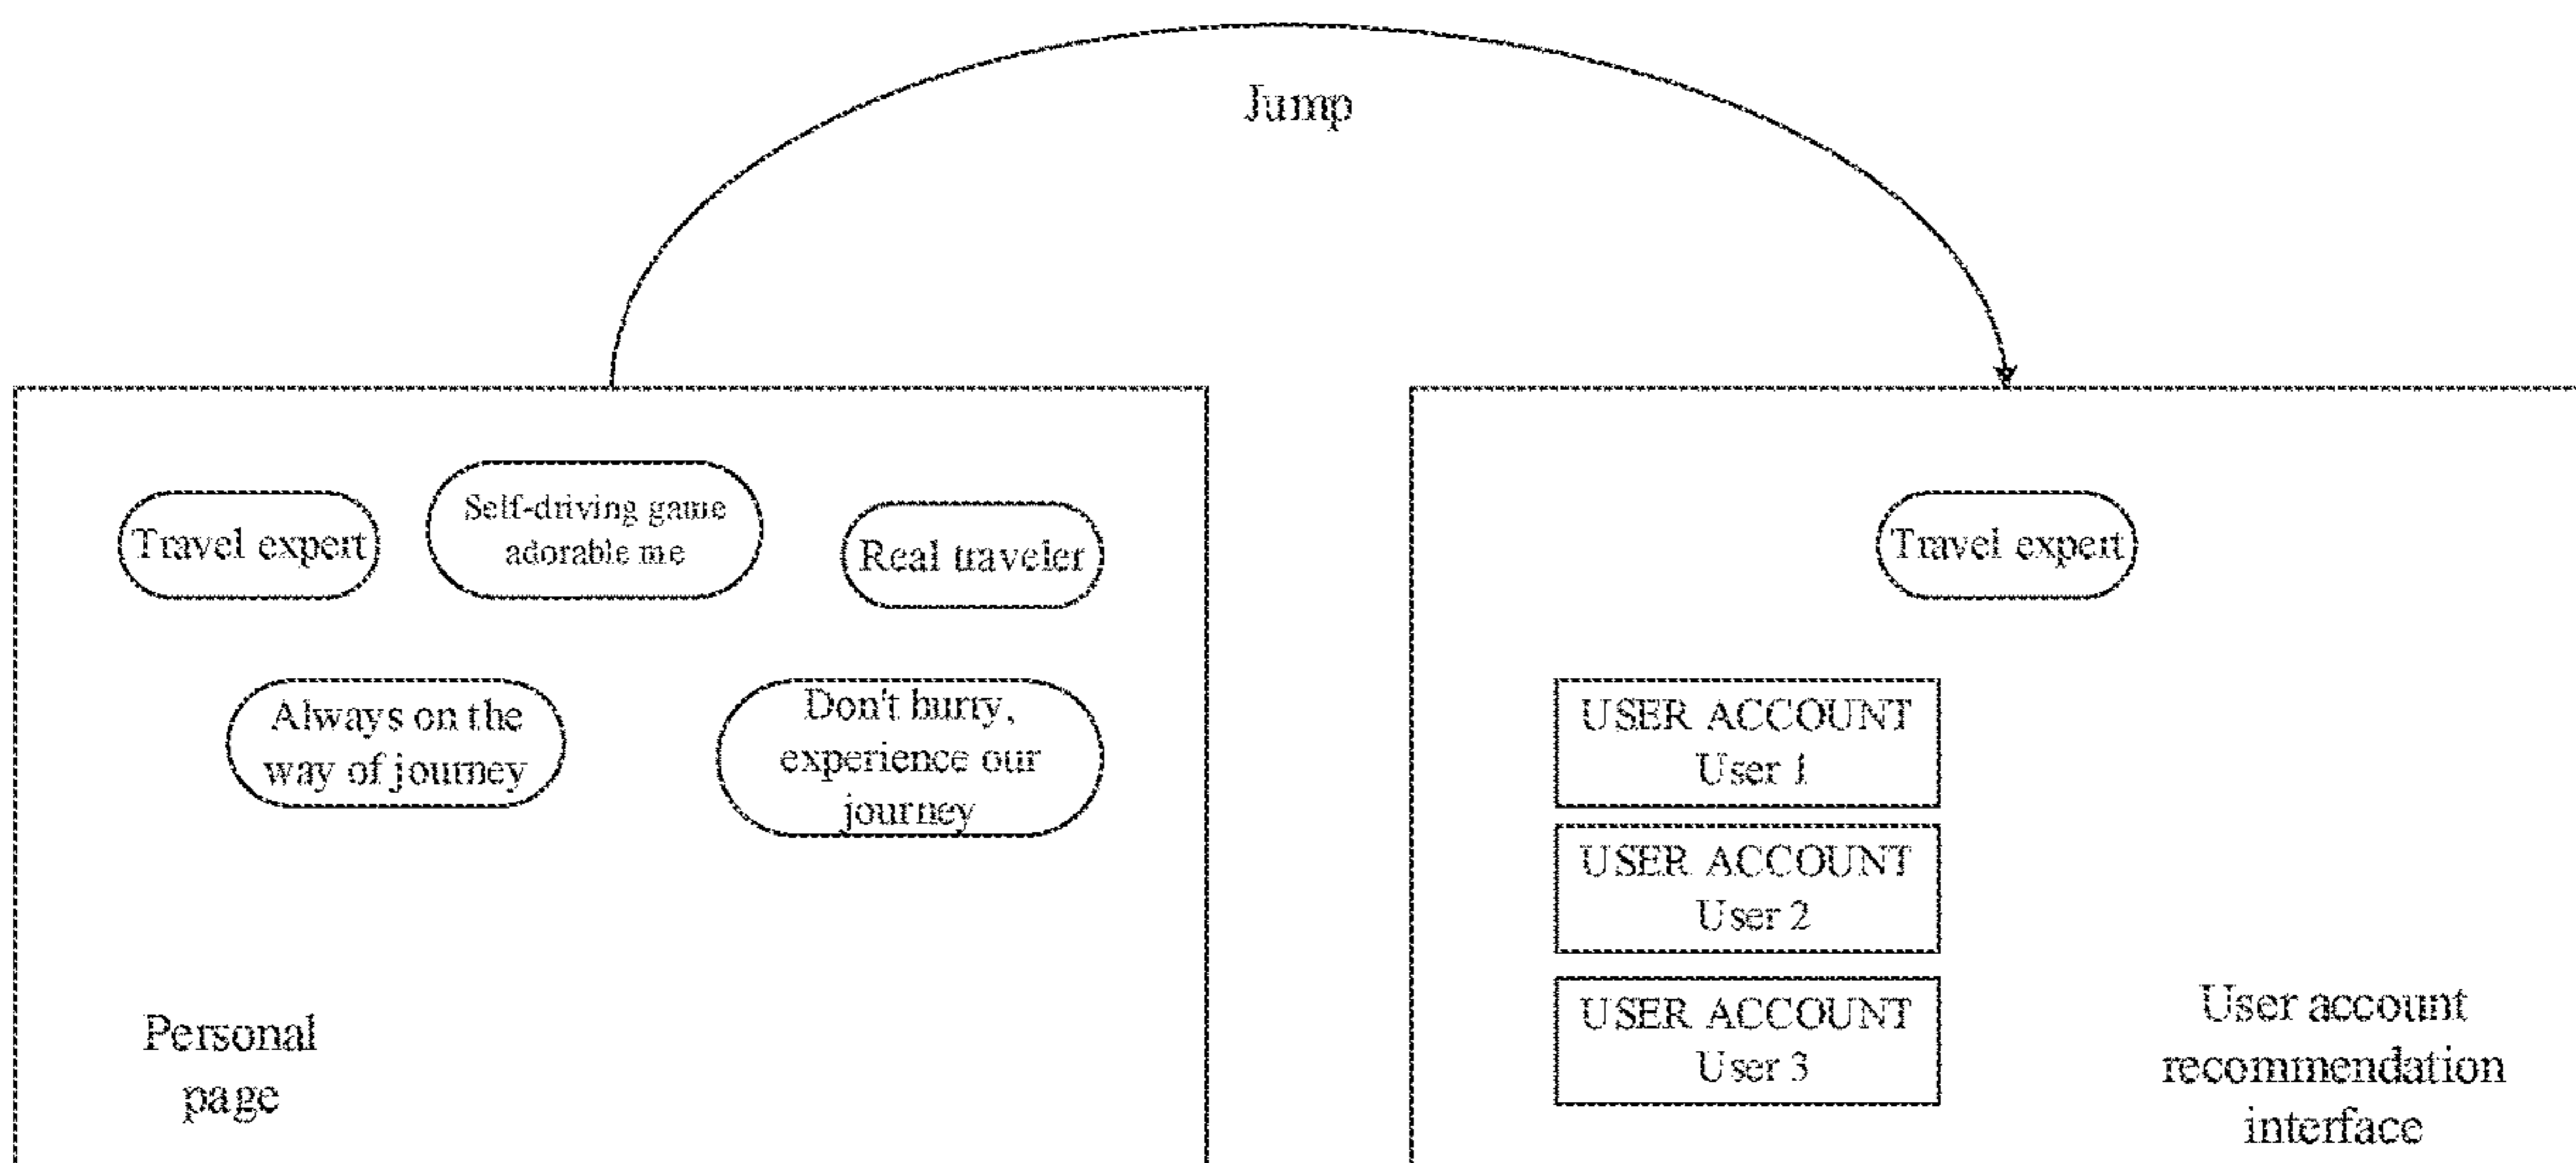 Jump
Travel expert
Self-driving game
adorable me
Real traveler
Always on the
way of journey
Don't hurry,
experience our
journey
Personal
page
Travel expert
USER ACCOUNT
User 1
USER ACCOUNT
User 2
USER ACCOUNT
User 3
User account
recommendation
interface